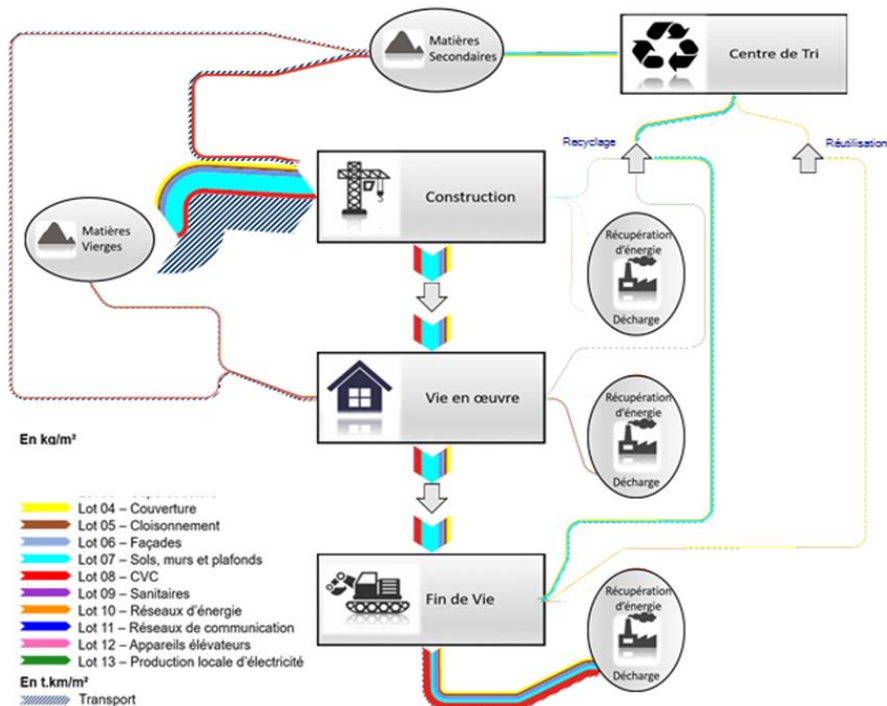 Matières
Secondaires
Centre de Tri
Recyclage
Réutilisation
Construction
Matières
Vierges
Récupération
d'énergie
Décharge
Vie en œuvre
Récupération
d'énergie
Décharge
En kg/m²
Lot 04 – Couverture
Lot 05 – Cloisonnement
Lot 06 – Façades
Lot 07 – Sols, murs et plafonds
Lot 08 – CVC
Lot 09 – Sanitaires
Lot 10 – Réseaux d'énergie
Lot 11 – Réseaux de communication
Lot 12 – Appareils élévateurs
Lot 13 – Production locale d'électricité
En t.km/m²
Transport
Fin de Vie
Récupération
d'énergie
Décharge